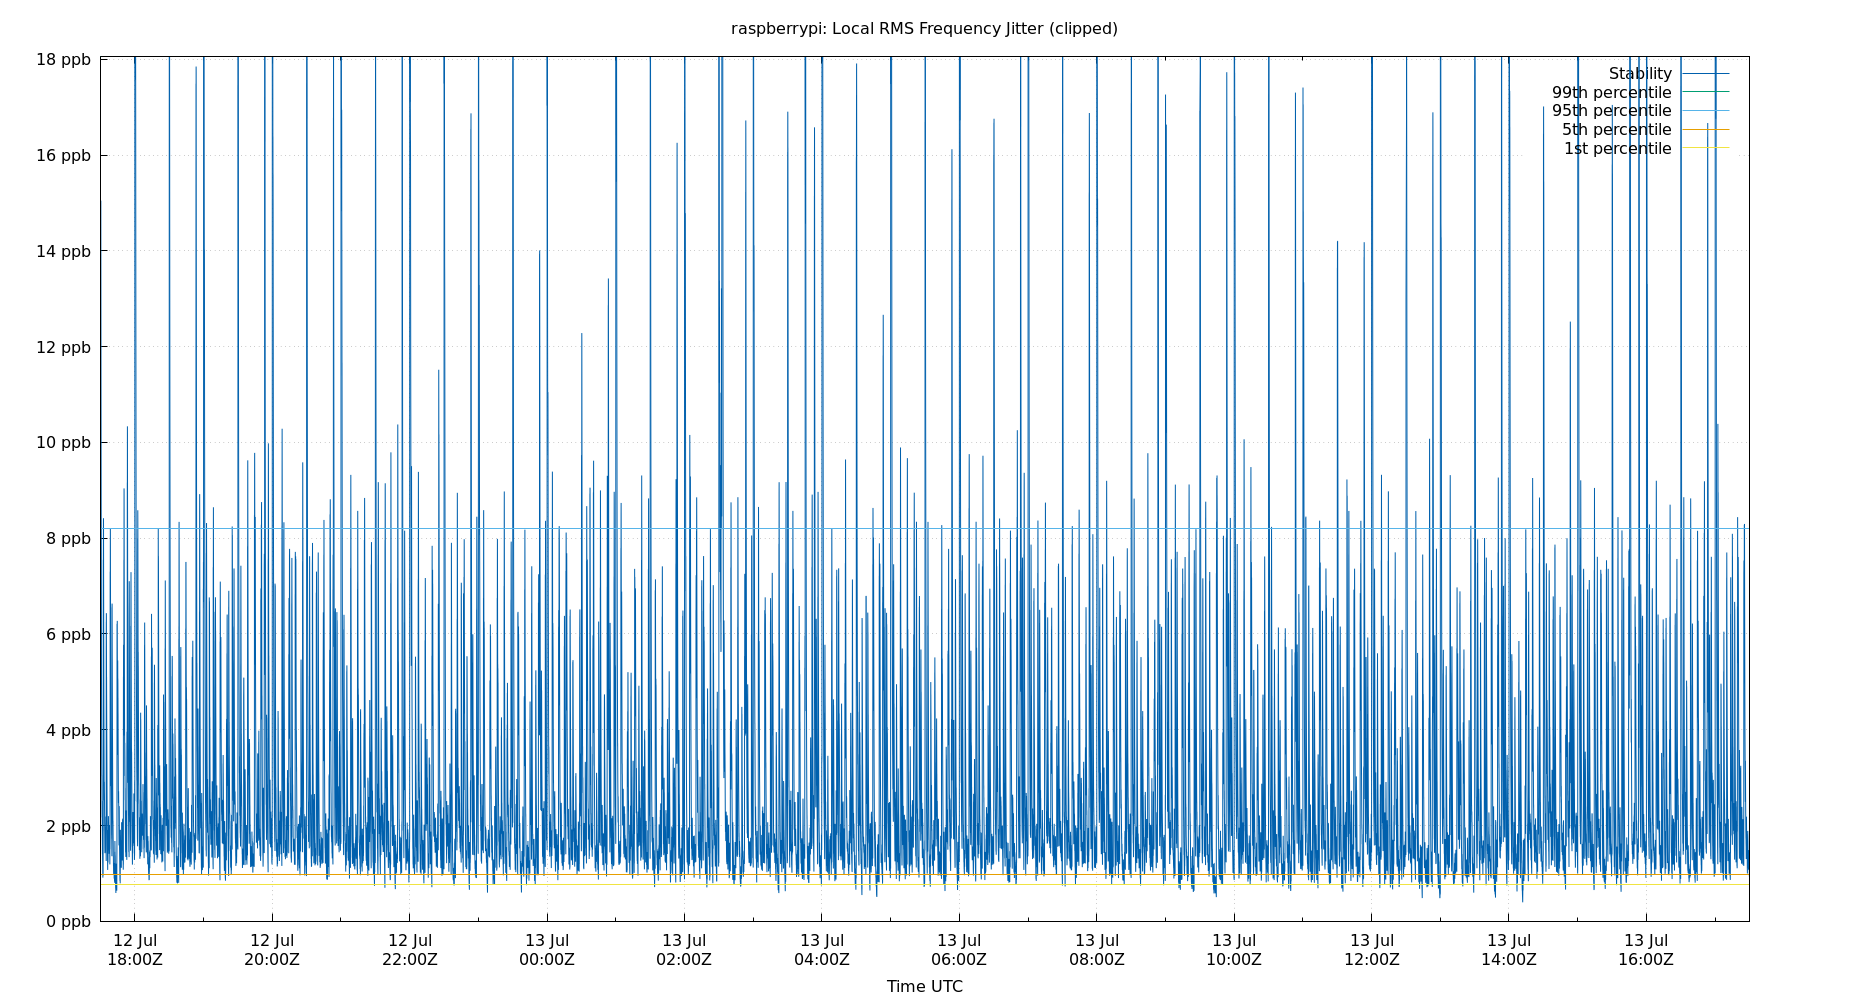 raspberrypi: Local RMS Frequency Jitter (clipped)
18 ppb
16 ppb
14 ppb
12 ppb
10 ppb
8 ppb
6 ppb
4 ppb
2 ppb
0 ppb
Stability
99th percentile
95th percentile
5th percentile
1st percentile
12 Jul 12 Jul 12 Jul 13 Jul 13 Jul 13 Jul 13 Jul 13 Jul 13 Jul 13 Jul 13 Jul 13 Jul
18:00Z 20:00Z 22:00Z 00:00Z 02:00Z 04:00Z 06:00Z 08:00Z 10:00Z 12:00Z 14:00Z 16:00Z
Time UTC